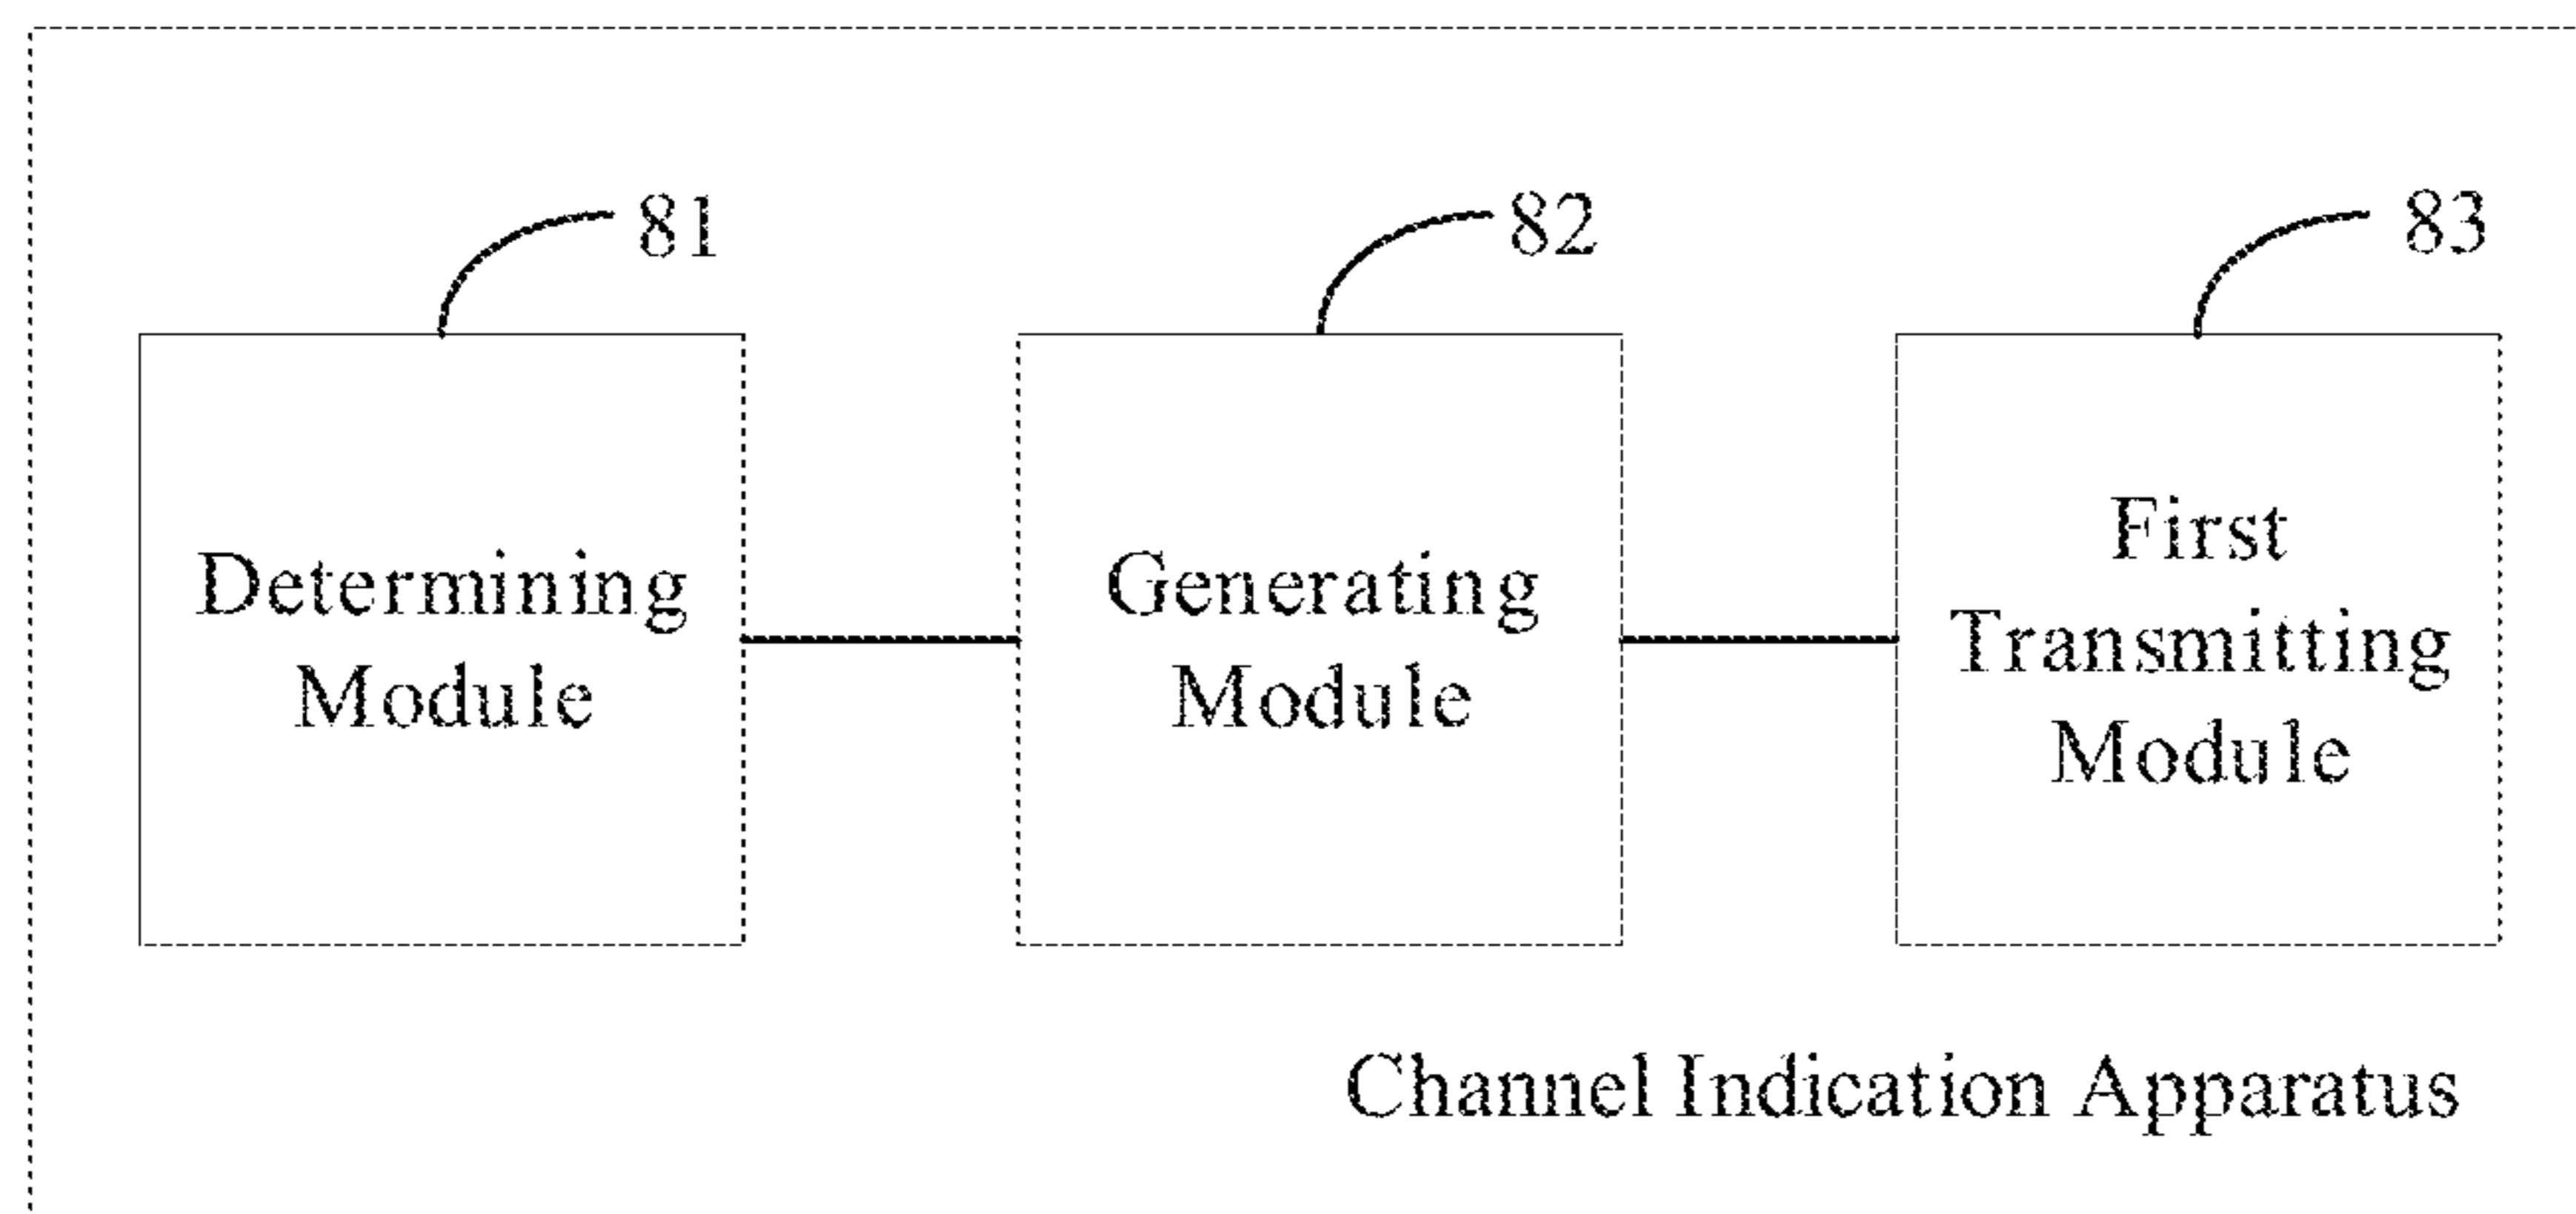 81
82
83
Determining
Module
Generating
Module
First
Transmitting
Module
Channel Indication Apparatus